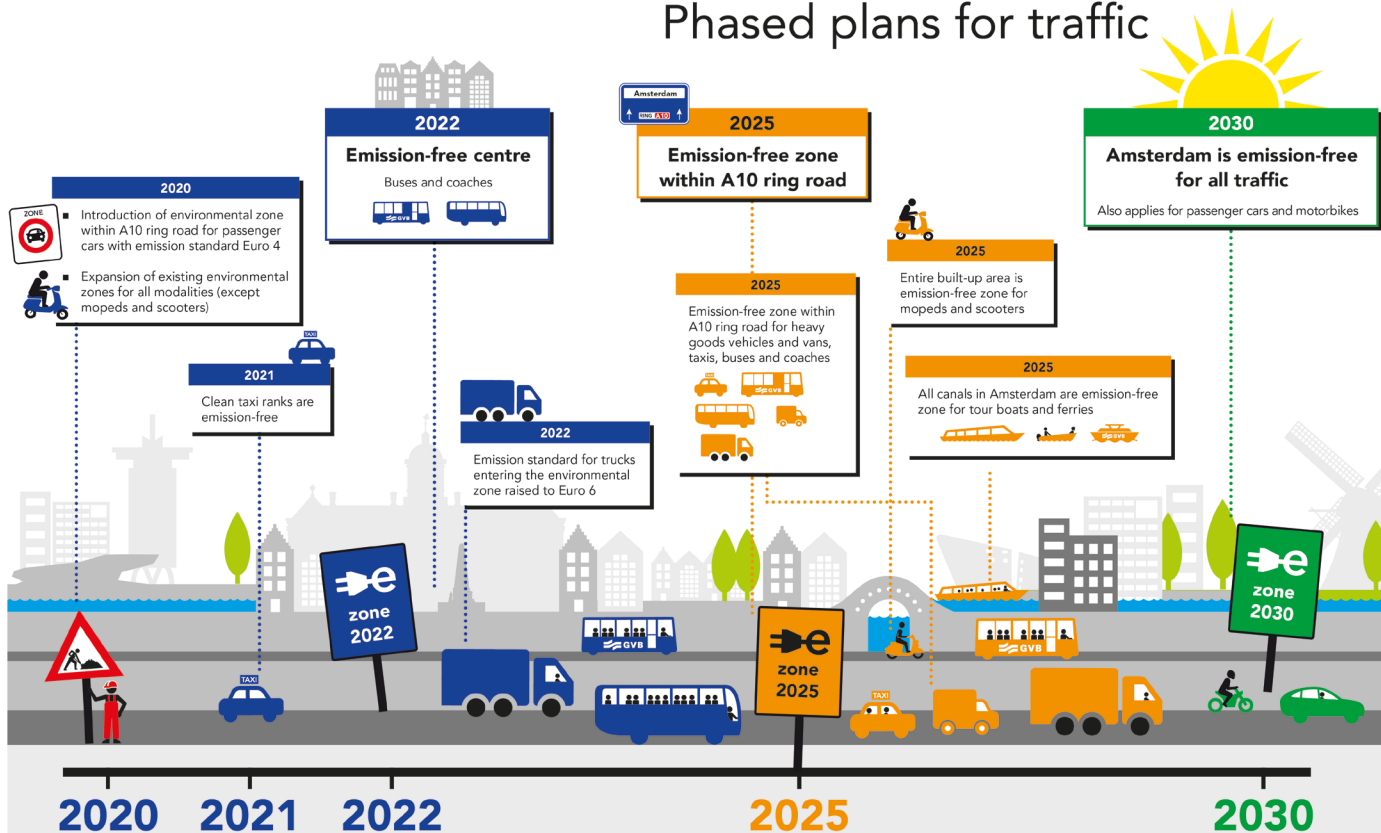 Phased plans for traffic
2020
ZONE
▪ Introduction of environmental zone
within A10 ring road for passenger
cars with emission standard Euro 4
▪ Expansion of existing environmental
zones for all modalities (except
mopeds and scooters)
TAXI
2021
Clean taxi ranks are
emission-free
2022
Emission-free centre
Buses and coaches
GVB
2022
Emission standard for trucks
entering the environmental
zone raised to Euro 6
Amsterdam
RING A10
2025
Emission-free zone
within A10 ring road
2025
Emission-free zone within
A10 ring road for heavy
goods vehicles and vans,
taxis, buses and coaches
TAXI
GVB
2025
Entire built-up area is
emission-free zone for
mopeds and scooters
2025
All canals in Amsterdam are emission-free
zone for tour boats and ferries
GVB
2030
Amsterdam is emission-free
for all traffic
Also applies for passenger cars and motorbikes
e
zone
2022
e
zone
2025
e
zone
2030
TAXI
GVB
TAXI
GVB
2020
2021
2022
2025
2030